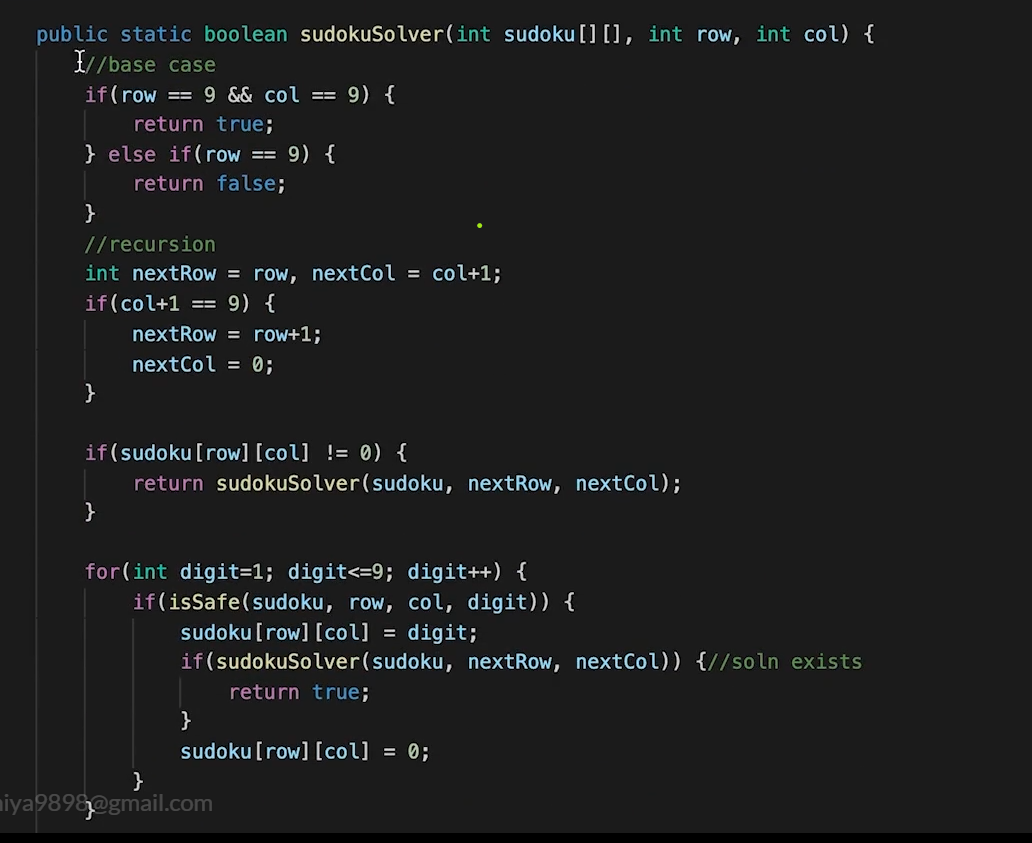 public static boolean sudokuSolver(int sudoku[][], int row, int col) {
    //base case
    if(row == 9 && col == 9) {
        return true;
    } else if(row == 9) {
        return false;
    }
    //recursion
    int nextRow = row, nextCol = col+1;
    if(col+1 == 9) {
        nextRow = row+1;
        nextCol = 0;
    }
    if(sudoku[row][col] != 0) {
        return sudokuSolver(sudoku, nextRow, nextCol);
    }
    for(int digit=1; digit<=9; digit++) {
        if(isSafe(sudoku, row, col, digit)) {
            sudoku[row][col] = digit;
            if(sudokuSolver(sudoku, nextRow, nextCol)) {//soln exists
                return true;
            }
            sudoku[row][col] = 0;
        }
iya9898@gmail.com
    }